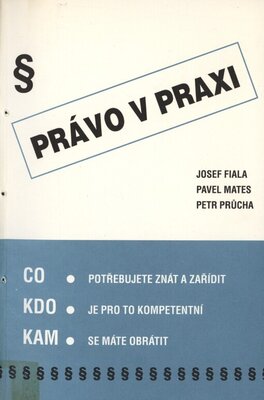 §
PRÁVO V PRAXI
JOSEF FIALA
PAVEL MATES
PETR PRŮCHA
CO • POTŘEBUJETE ZNÁT A ZAŘÍDIT
KDO • JE PRO TO KOMPETENTNÍ
KAM • SE MÁTE OBRÁTIT
§ § § § § § § § § § § § § § § § § § § §